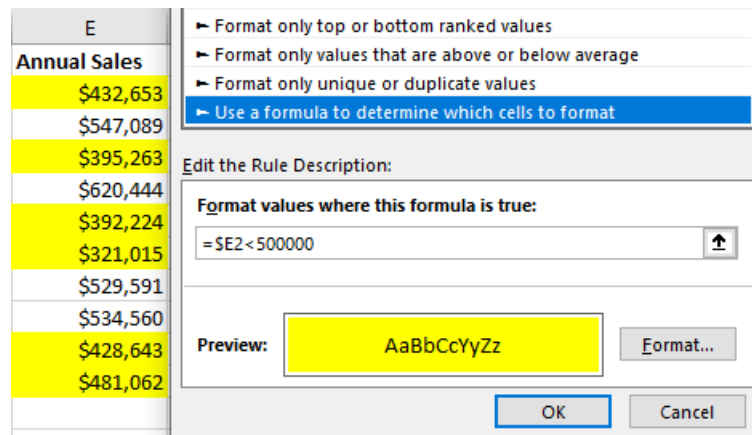 E
Annual Sales
$432,653
$547,089
$395,263
$620,444
$392,224
$321,015
$529,591
$534,560
$428,643
$481,062
► Format only top or bottom ranked values
► Format only values that are above or below average
► Format only unique or duplicate values
► Use a formula to determine which cells to format
Edit the Rule Description:
Format values where this formula is true:
=$E2<500000
Preview:
AaBbCcYyZz
Format...
OK
Cancel